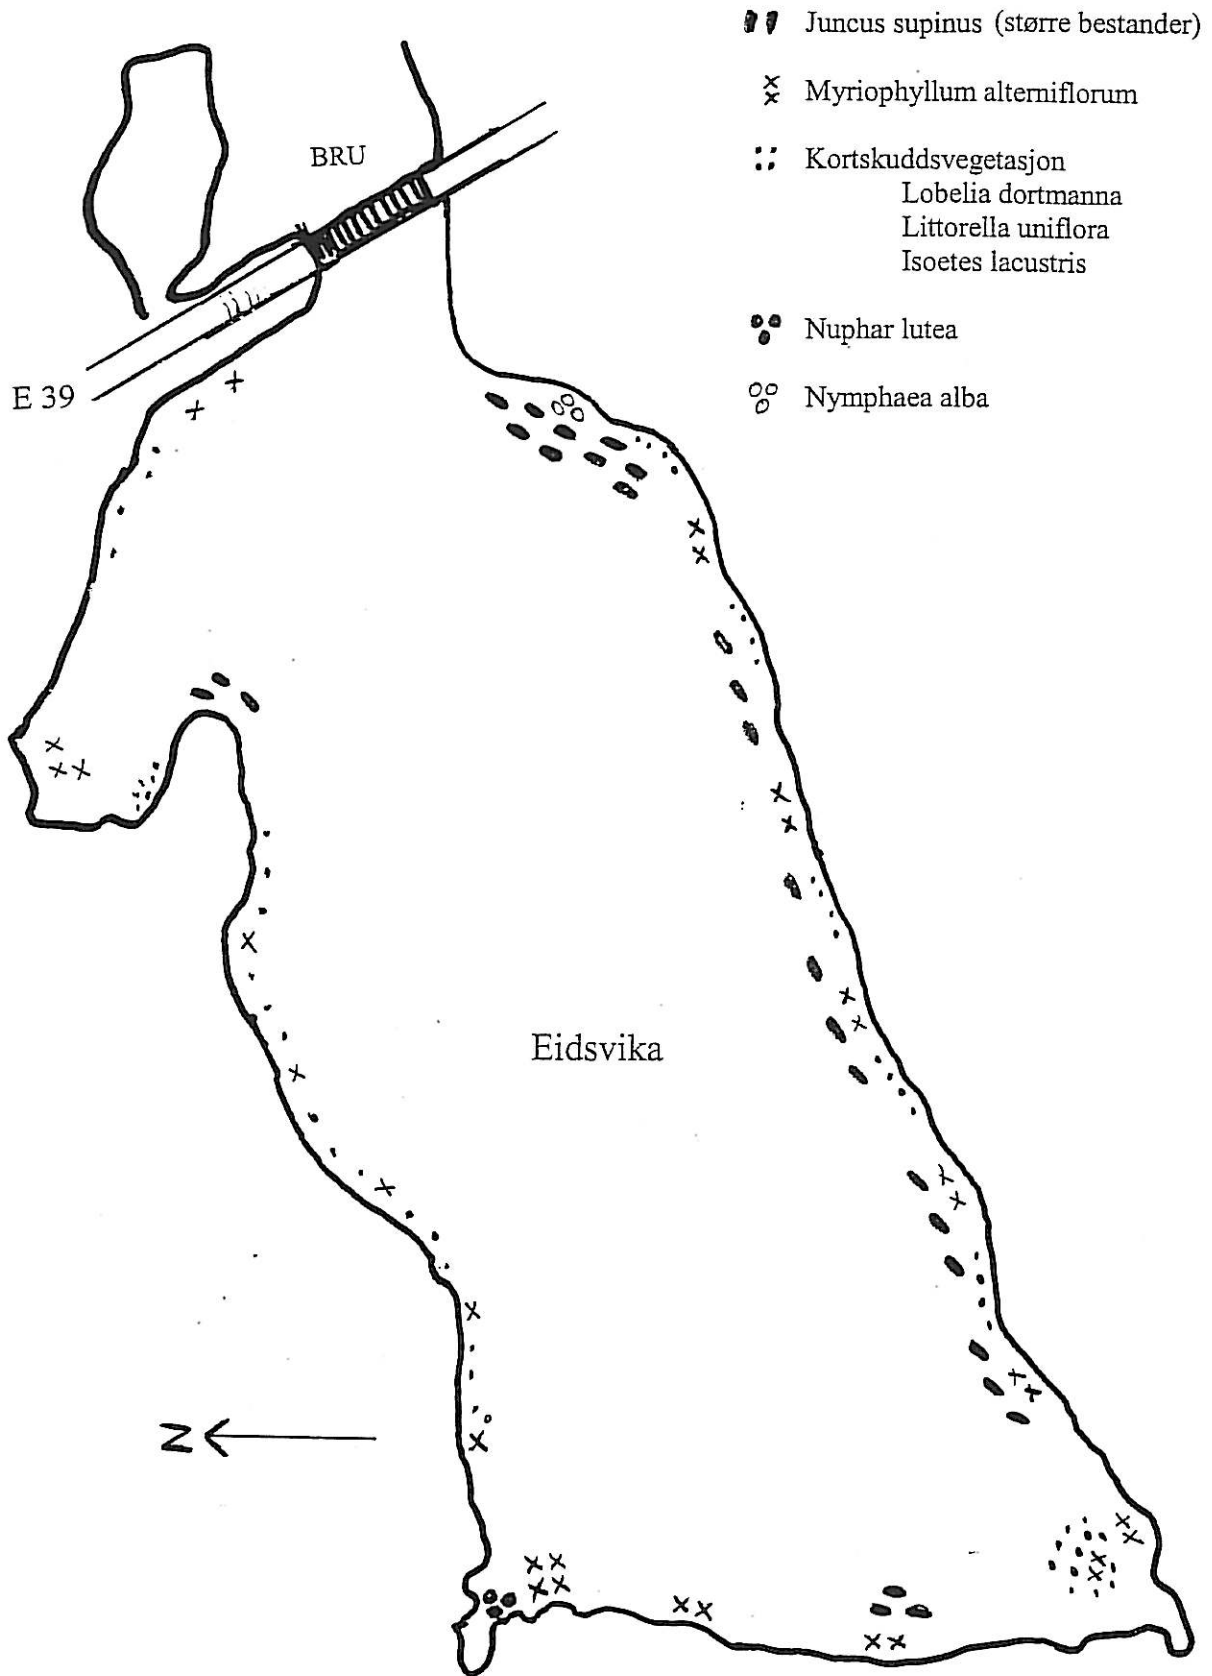 Juncus supinus (større bestander)
Myriophyllum alterniflorum
Kortskuddsvegetasjon
Lobelia dortmanna
Littorella uniflora
Isoetes lacustris
Nuphar lutea
Nymphaea alba
BRU
E 39
Eidsvika
N